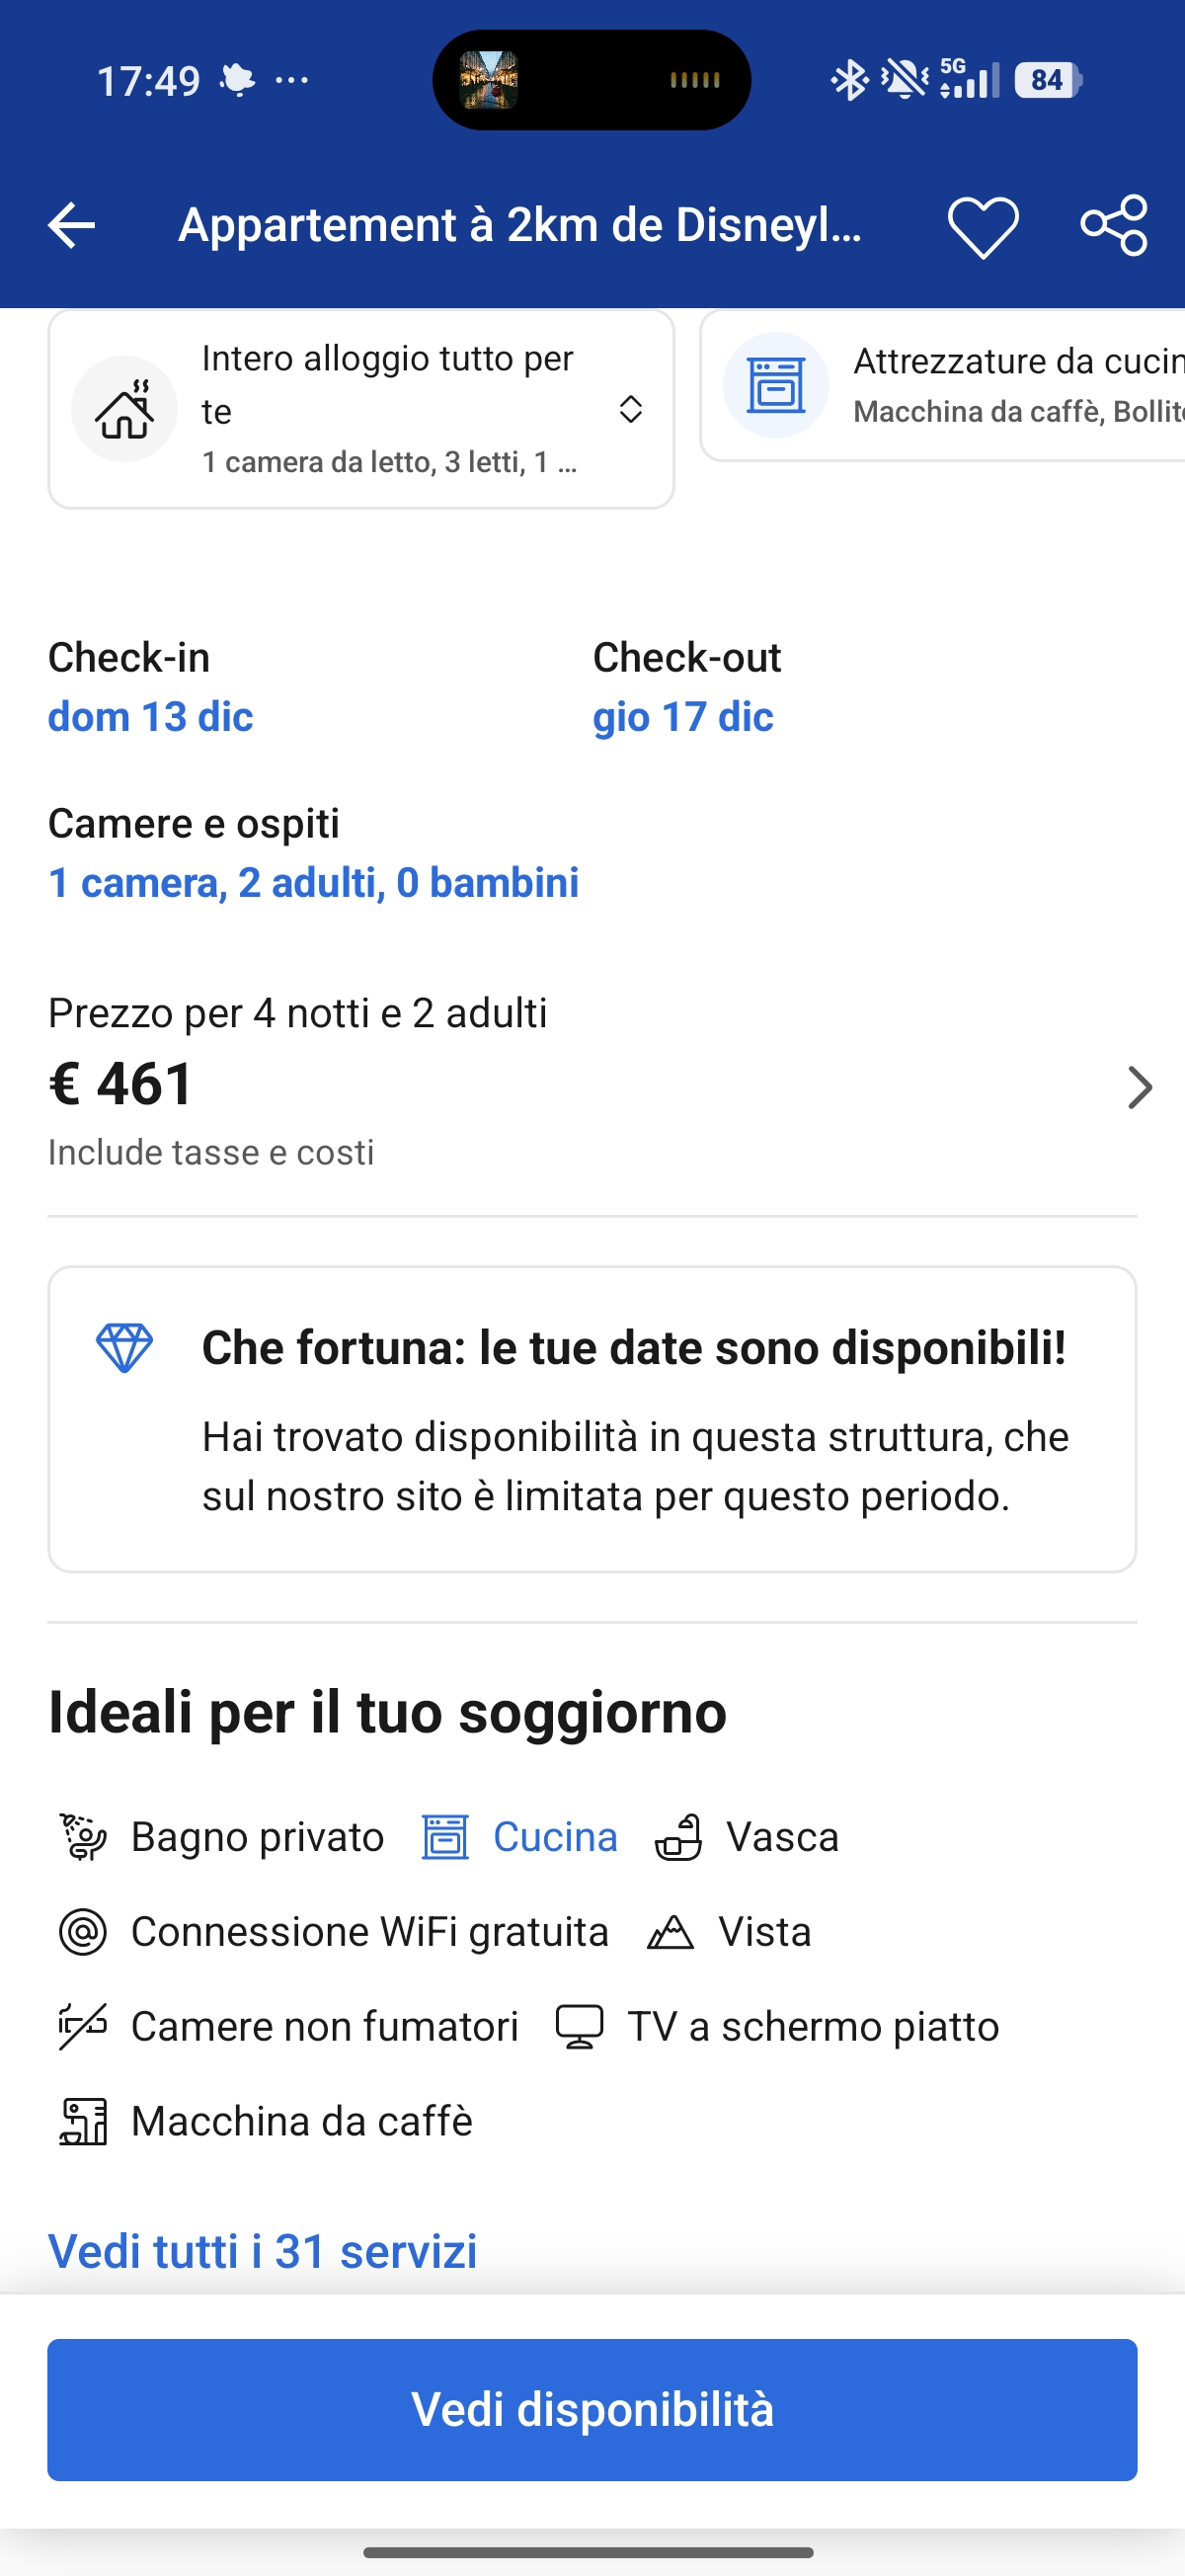 17:49
5G
84
Appartement à 2km de Disneyl...
Intero alloggio tutto per
te
1 camera da letto, 3 letti, 1 ...
Attrezzature da
Macchina da caffè,
Check-in
Check-out
dom 13 dic
gio 17 dic
Camere e ospiti
1 camera, 2 adulti, 0 bambini
Prezzo per 4 notti e 2 adulti
€ 461
Include tasse e costi
Che fortuna: le tue date sono disponibili!
Hai trovato disponibilità in questa struttura, che
sul nostro sito è limitata per questo periodo.
Ideali per il tuo soggiorno
Bagno privato
Cucina
Vasca
Connessione WiFi gratuita
Vista
Camere non fumatori
TV a schermo piatto
Macchina da caffè
Vedi tutti i 31 servizi
Vedi disponibilità